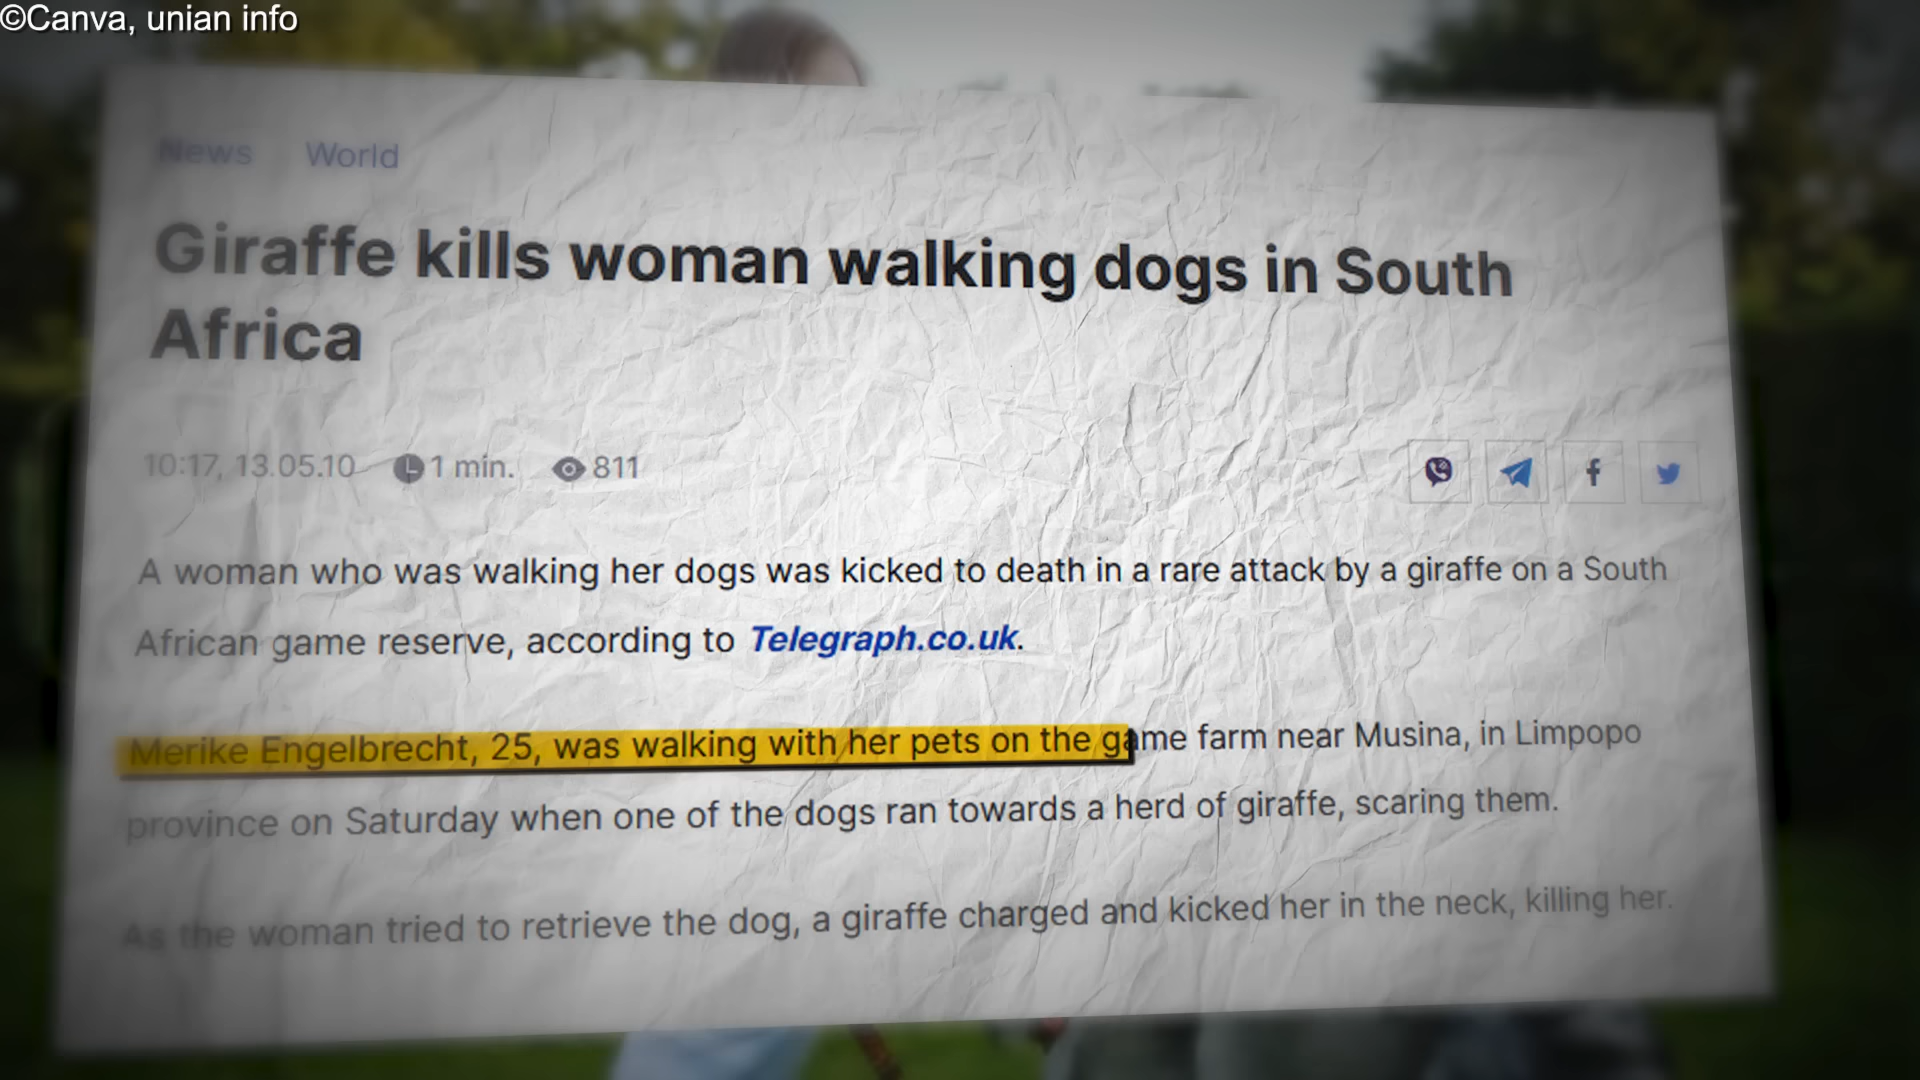 ©Canva, unian info
News World
Giraffe kills woman walking dogs in South
Africa
10:17, 13.05.10 1 min. 811
A woman who was walking her dogs was kicked to death in a rare attack by a giraffe on a South
African game reserve, according to Telegraph.co.uk.
Merike Engelbrecht, 25, was walking with her pets on the game farm near Musina, in Limpopo
province on Saturday when one of the dogs ran towards a herd of giraffe, scaring them.
As the woman tried to retrieve the dog, a giraffe charged and kicked her in the neck, killing her.